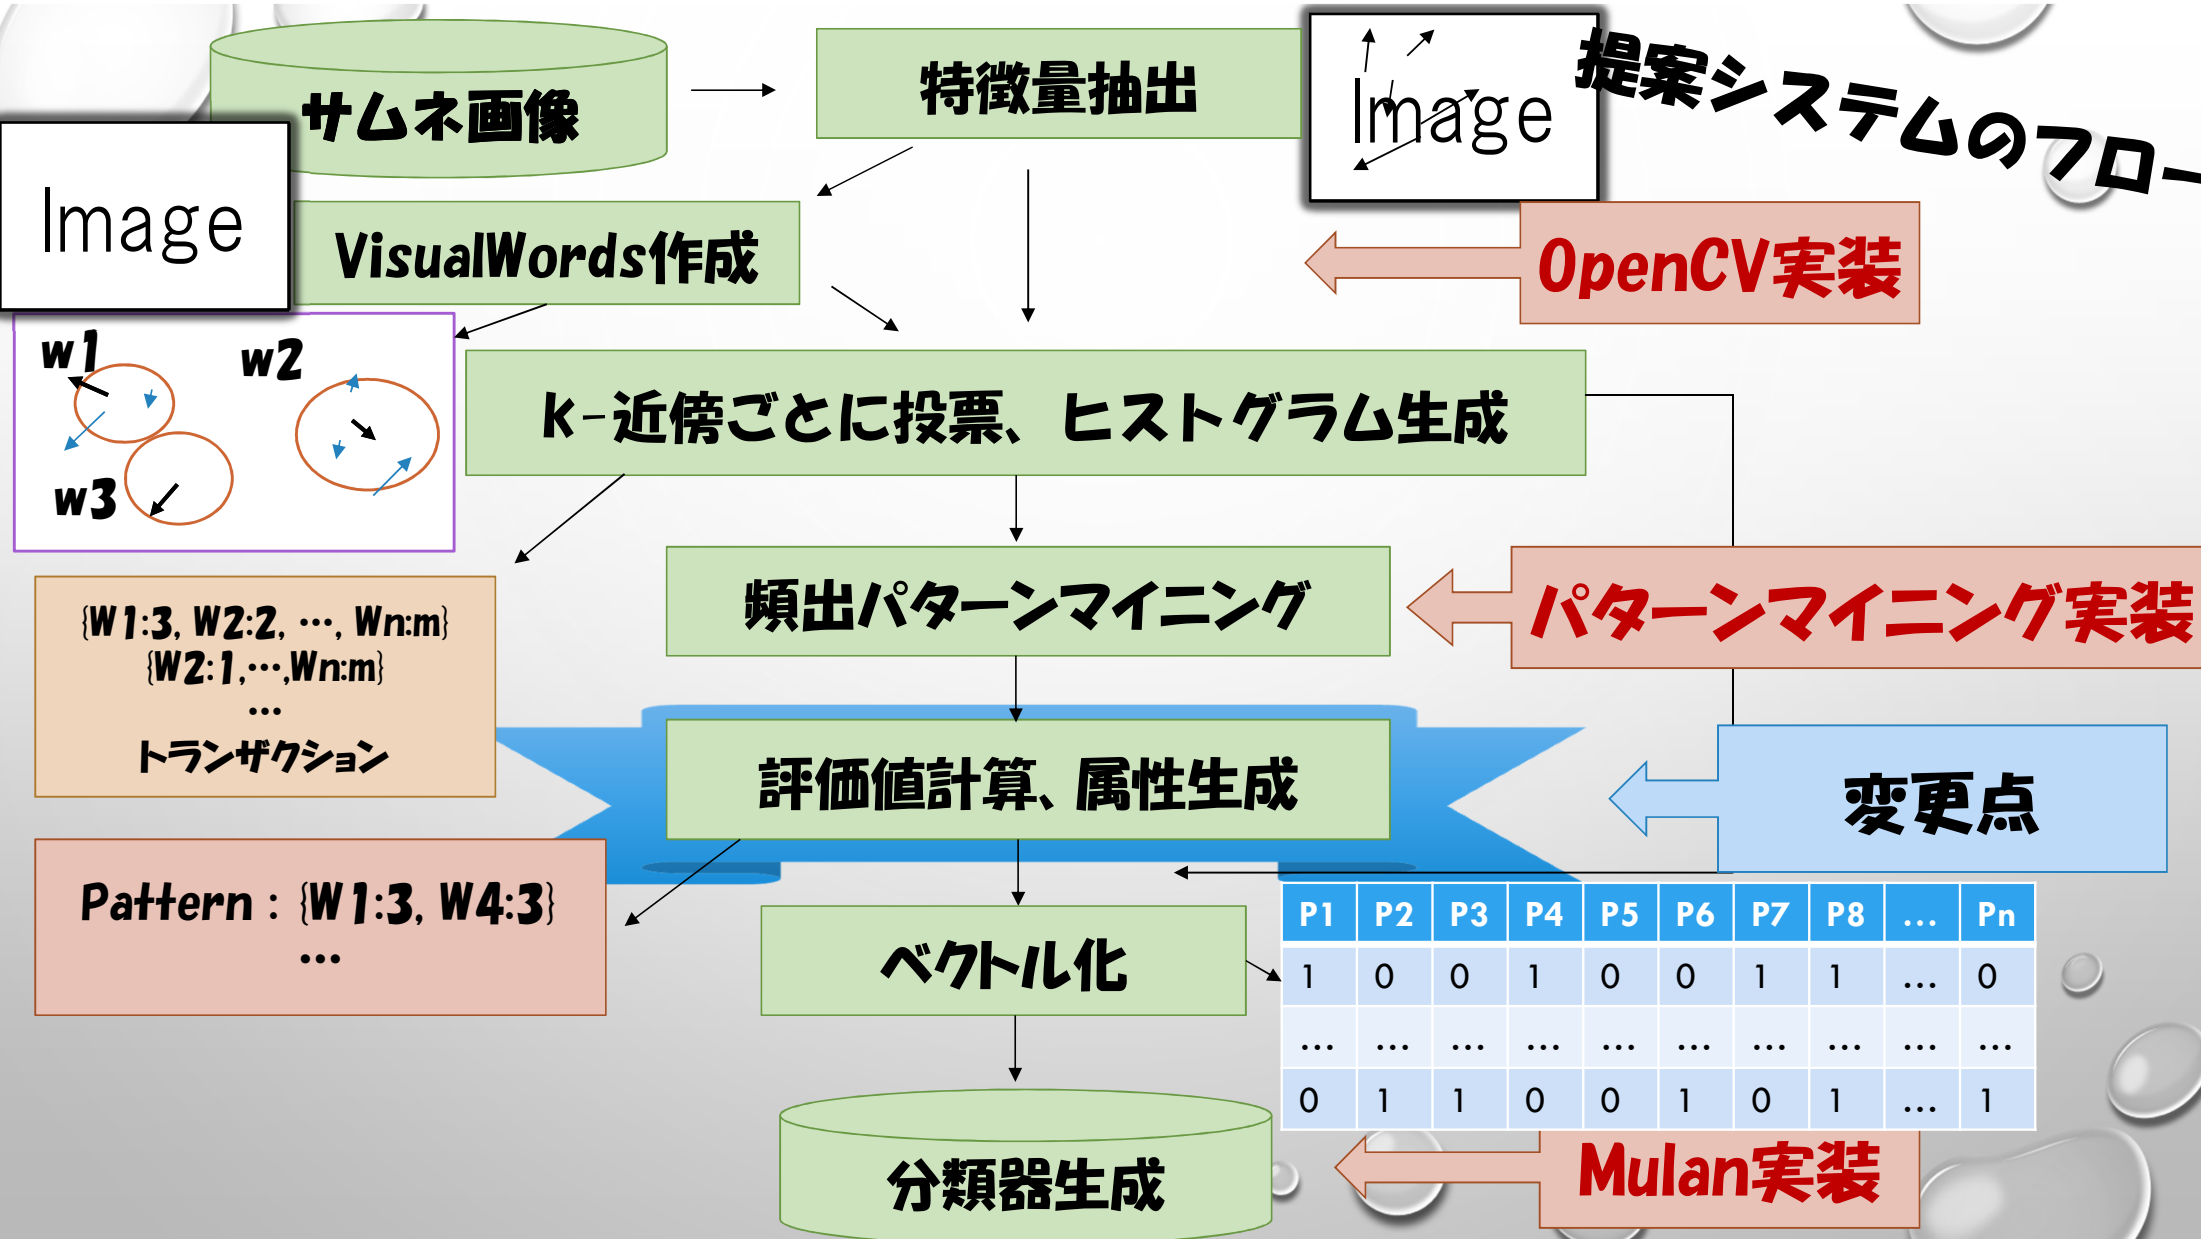 提案システムのフロー
サムネ画像
特徴量抽出
Image
Image
VisualWords作成
OpenCV実装
w1
w2
w3
k-近傍ごとに投票、ヒストグラム生成
頻出パターンマイニング
パターンマイニング実装
{W1:3, W2:2, …, Wn:m}
{W2:1,…,Wn:m}
…
トランザクション
評価値計算、属性生成
変更点
Pattern : {W1:3, W4:3}
…
ベクトル化
P1 P2 P3 P4 P5 P6 P7 P8 … Pn
1 0 0 1 0 0 1 1 … 0
… … … … … … … … … …
0 1 1 0 0 1 0 1 … 1
分類器生成
Mulan実装